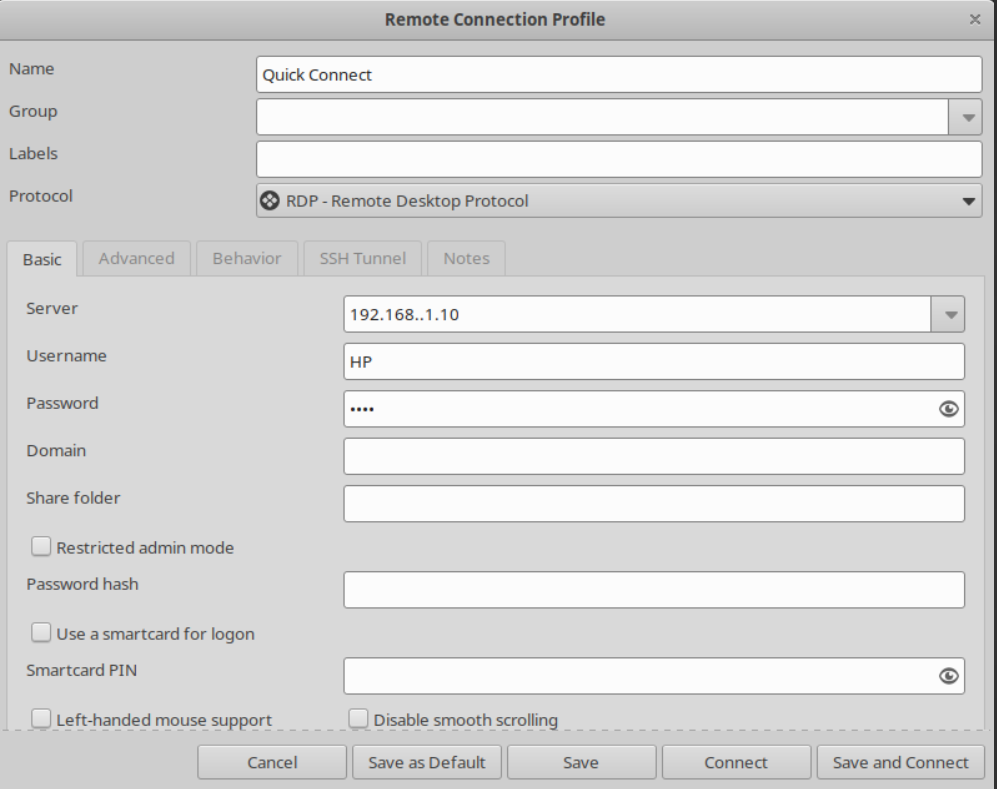 Remote Connection Profile ×
Name Quick Connect
Group
Labels
Protocol RDP - Remote Desktop Protocol
Basic Advanced Behavior SSH Tunnel Notes
Server 192.168..1.10
Username HP
Password ••••
Domain
Share folder
Restricted admin mode
Password hash
Use a smartcard for logon
Smartcard PIN
Left-handed mouse support Disable smooth scrolling
Cancel Save as Default Save Connect Save and Connect